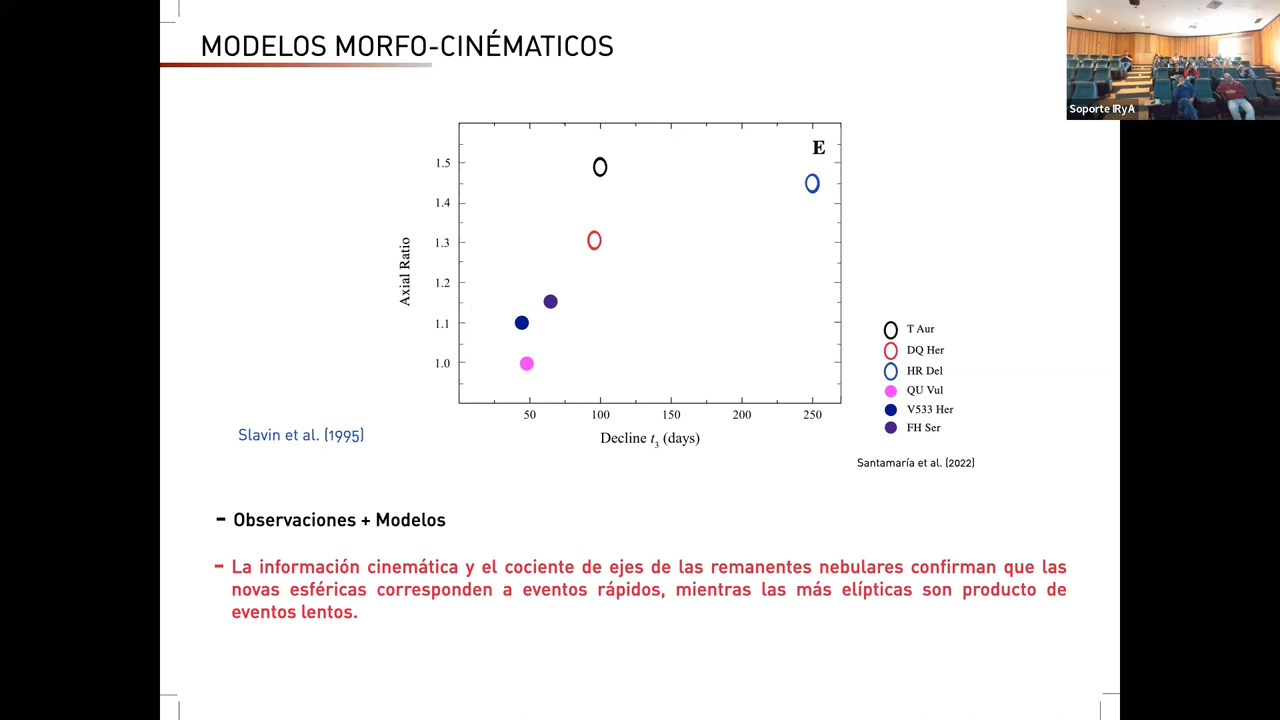 MODELOS MORFO-CINÉMATICOS
Soporte IRyA
E
1.5
1.4
1.3
1.2
1.1
1.0
Axial Ratio
50 100 150 200 250
Decline t3 (days)
T Aur
DQ Her
HR Del
QU Vul
V533 Her
FH Ser
Slavin et al. (1995)
Santamaría et al. (2022)
- Observaciones + Modelos
- La información cinemática y el cociente de ejes de las remanentes nebulares confirman que las
novas esféricas corresponden a eventos rápidos, mientras las más elípticas son producto de
eventos lentos.